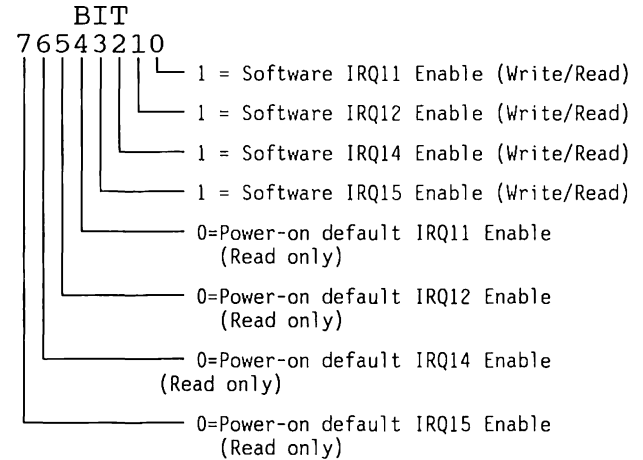 BIT
76543210
1 = Software IRQ11 Enable (Write/Read)
1 = Software IRQ12 Enable (Write/Read)
1 = Software IRQ14 Enable (Write/Read)
1 = Software IRQ15 Enable (Write/Read)
0=Power-on default IRQ11 Enable
(Read only)
0=Power-on default IRQ12 Enable
(Read only)
0=Power-on default IRQ14 Enable
(Read only)
0=Power-on default IRQ15 Enable
(Read only)